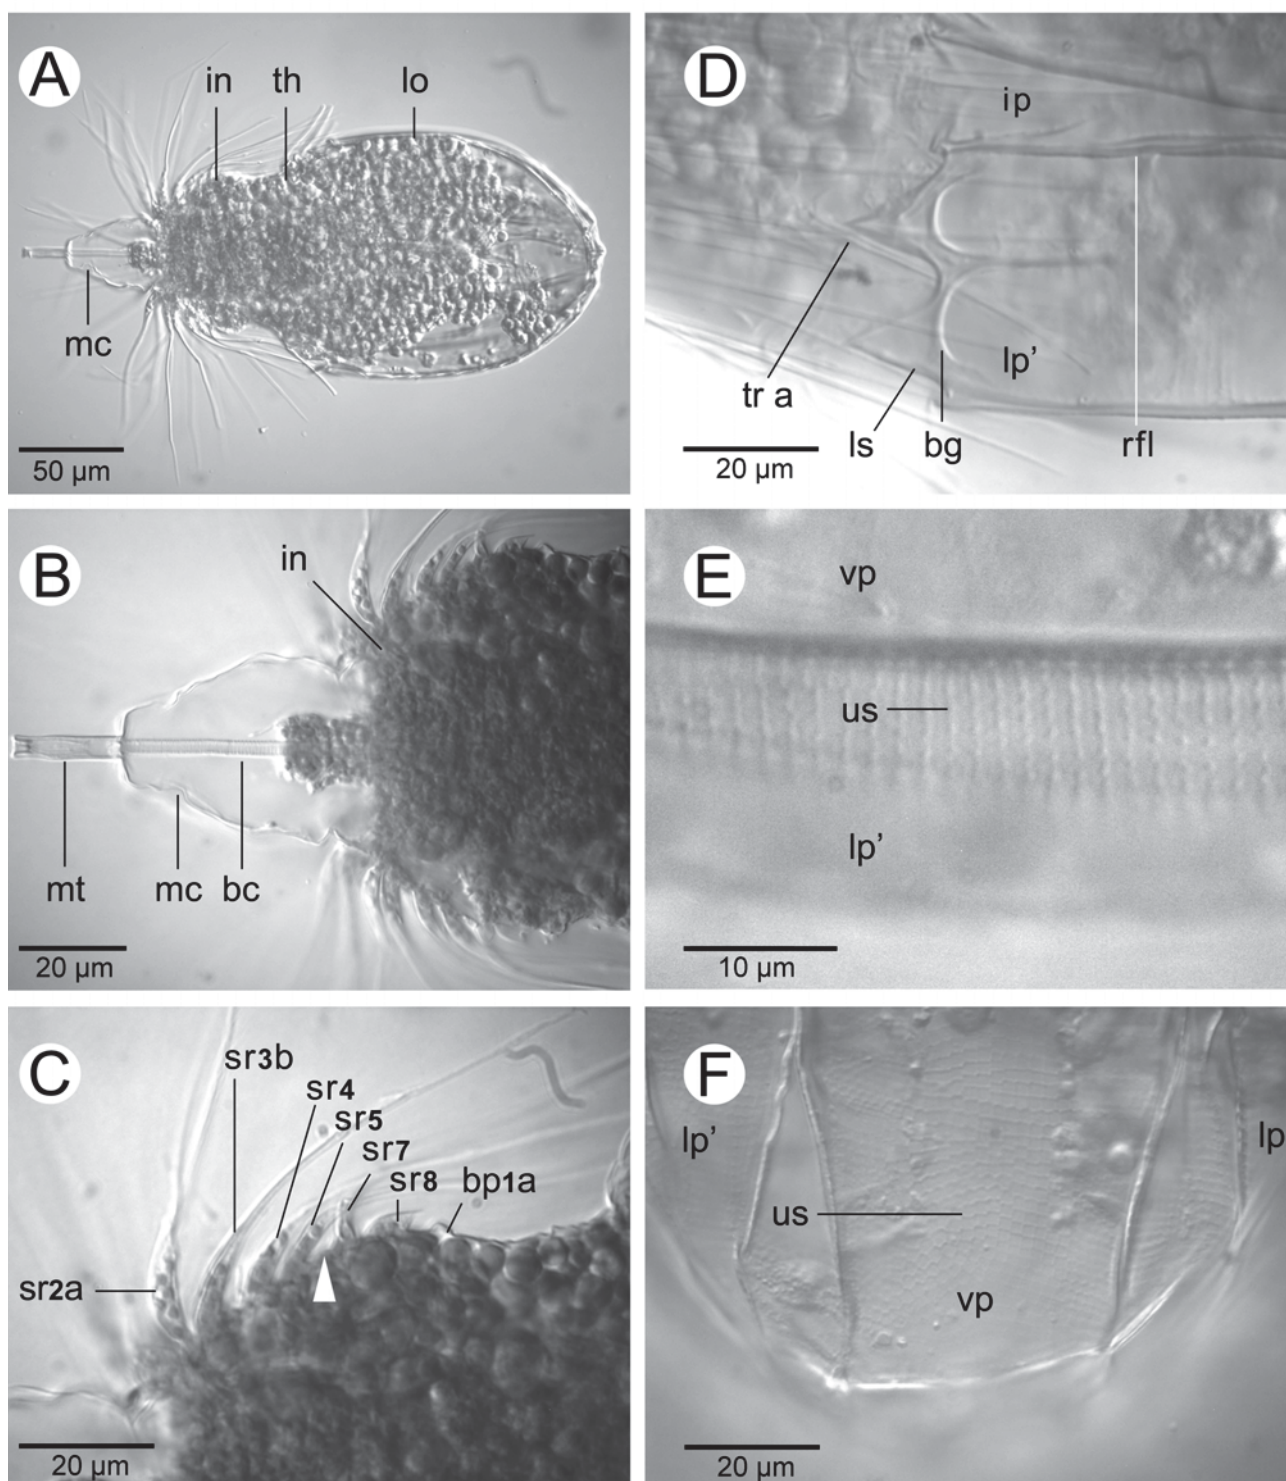 A
in th lo
mc
50 µm
B
in
mt mc bc
20 µm
C
sr3b
sr4
sr5
sr7
sr8 bp1a
sr2a
20 µm
D
ip
lp’
tr a
ls bg rfl
20 µm
E
vp
us
lp’
10 µm
F
lp’ lp
us
vp
20 µm